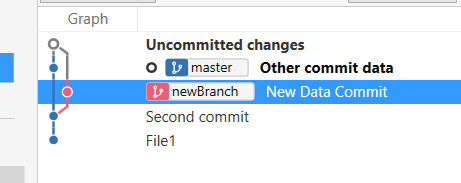 Graph
Uncommitted changes
master Other commit data
newBranch New Data Commit
Second commit
File1